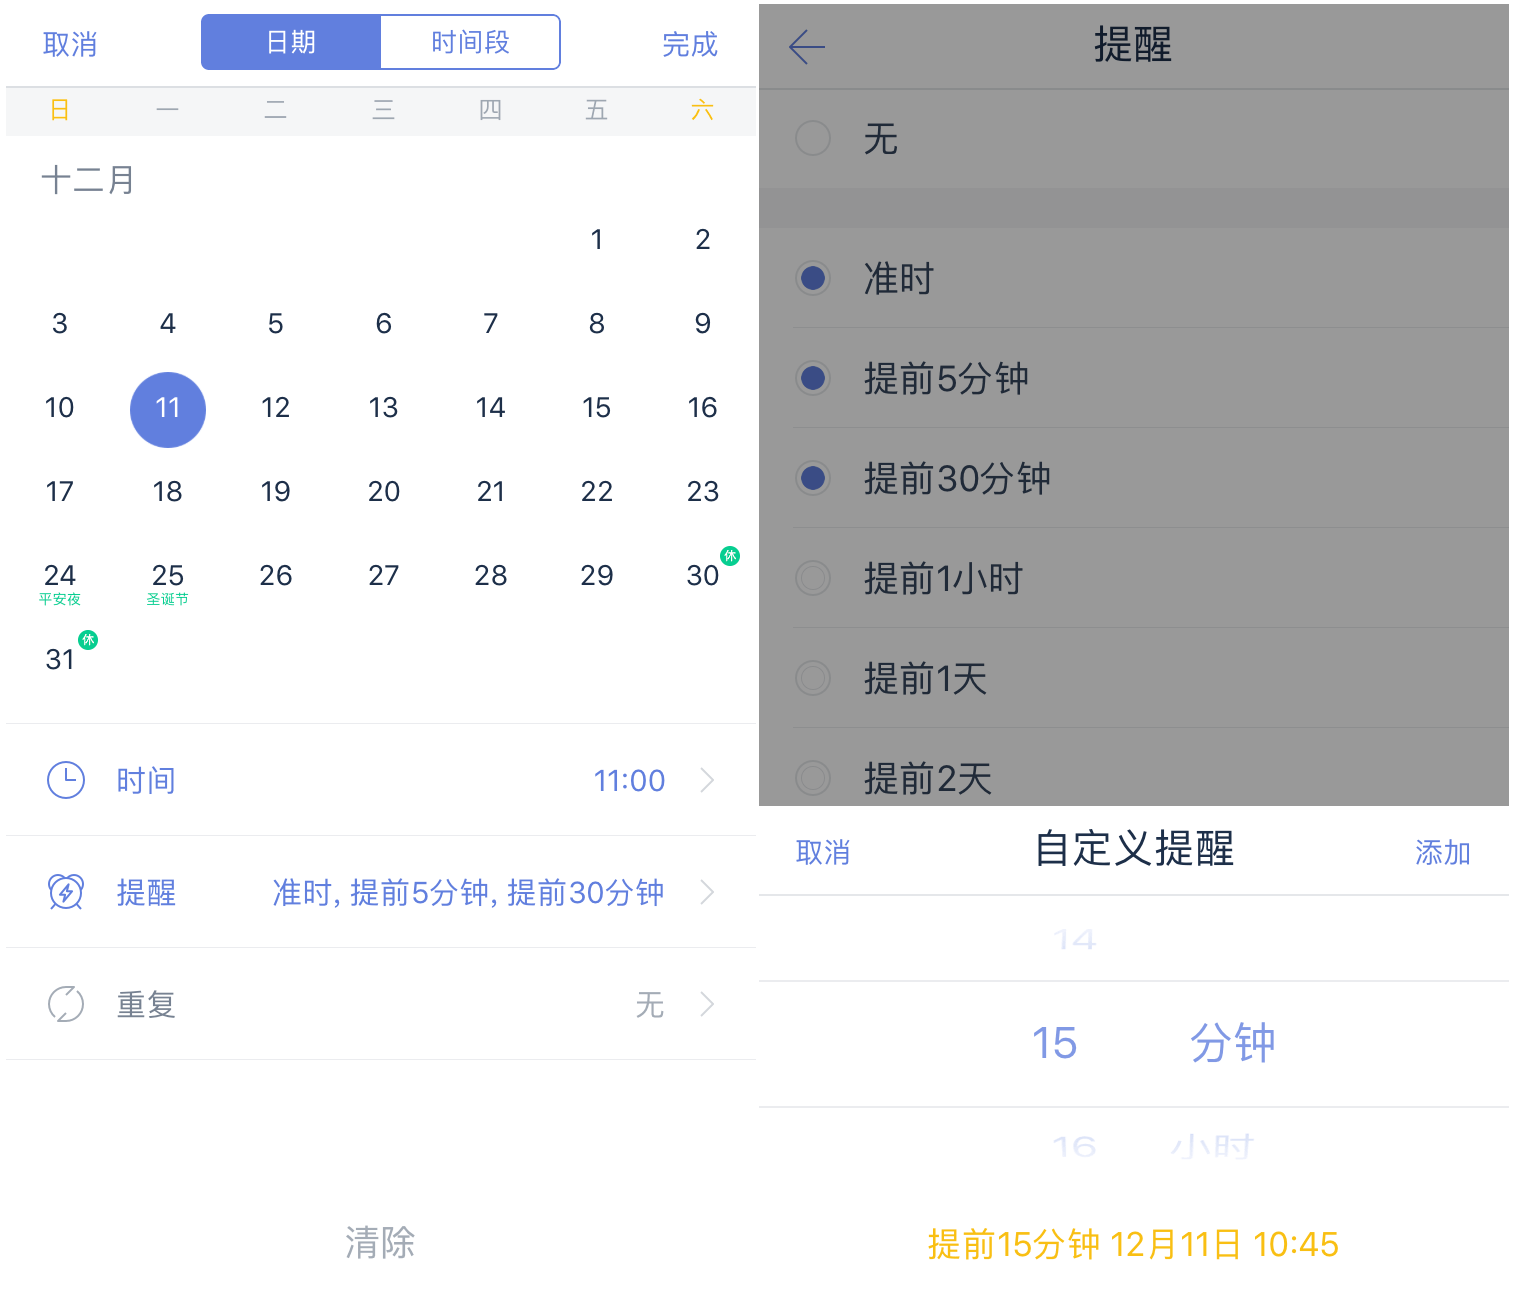 取消 日期 时间段 完成
日 一 二 三 四 五 六
十二月
1 2
3 4 5 6 7 8 9
10 11 12 13 14 15 16
17 18 19 20 21 22 23
24 25 26 27 28 29 30 休
平安夜 圣诞节
31 休
时间 11:00
提醒 准时, 提前5分钟, 提前30分钟
重复 无
清除
提醒
无
准时
提前5分钟
提前30分钟
提前1小时
提前1天
提前2天
取消 自定义提醒 添加
14
15 分钟
16 小时
提前15分钟 12月11日 10:45